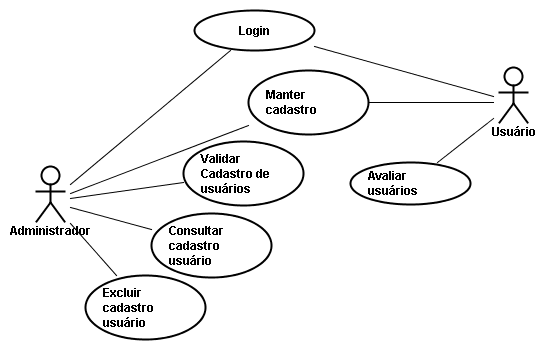 Login
Manter
cadastro
Usuário
Validar
Cadastro de
usuários
Avaliar
usuários
Administrador
Consultar
cadastro
usuário
Excluir
cadastro
usuário